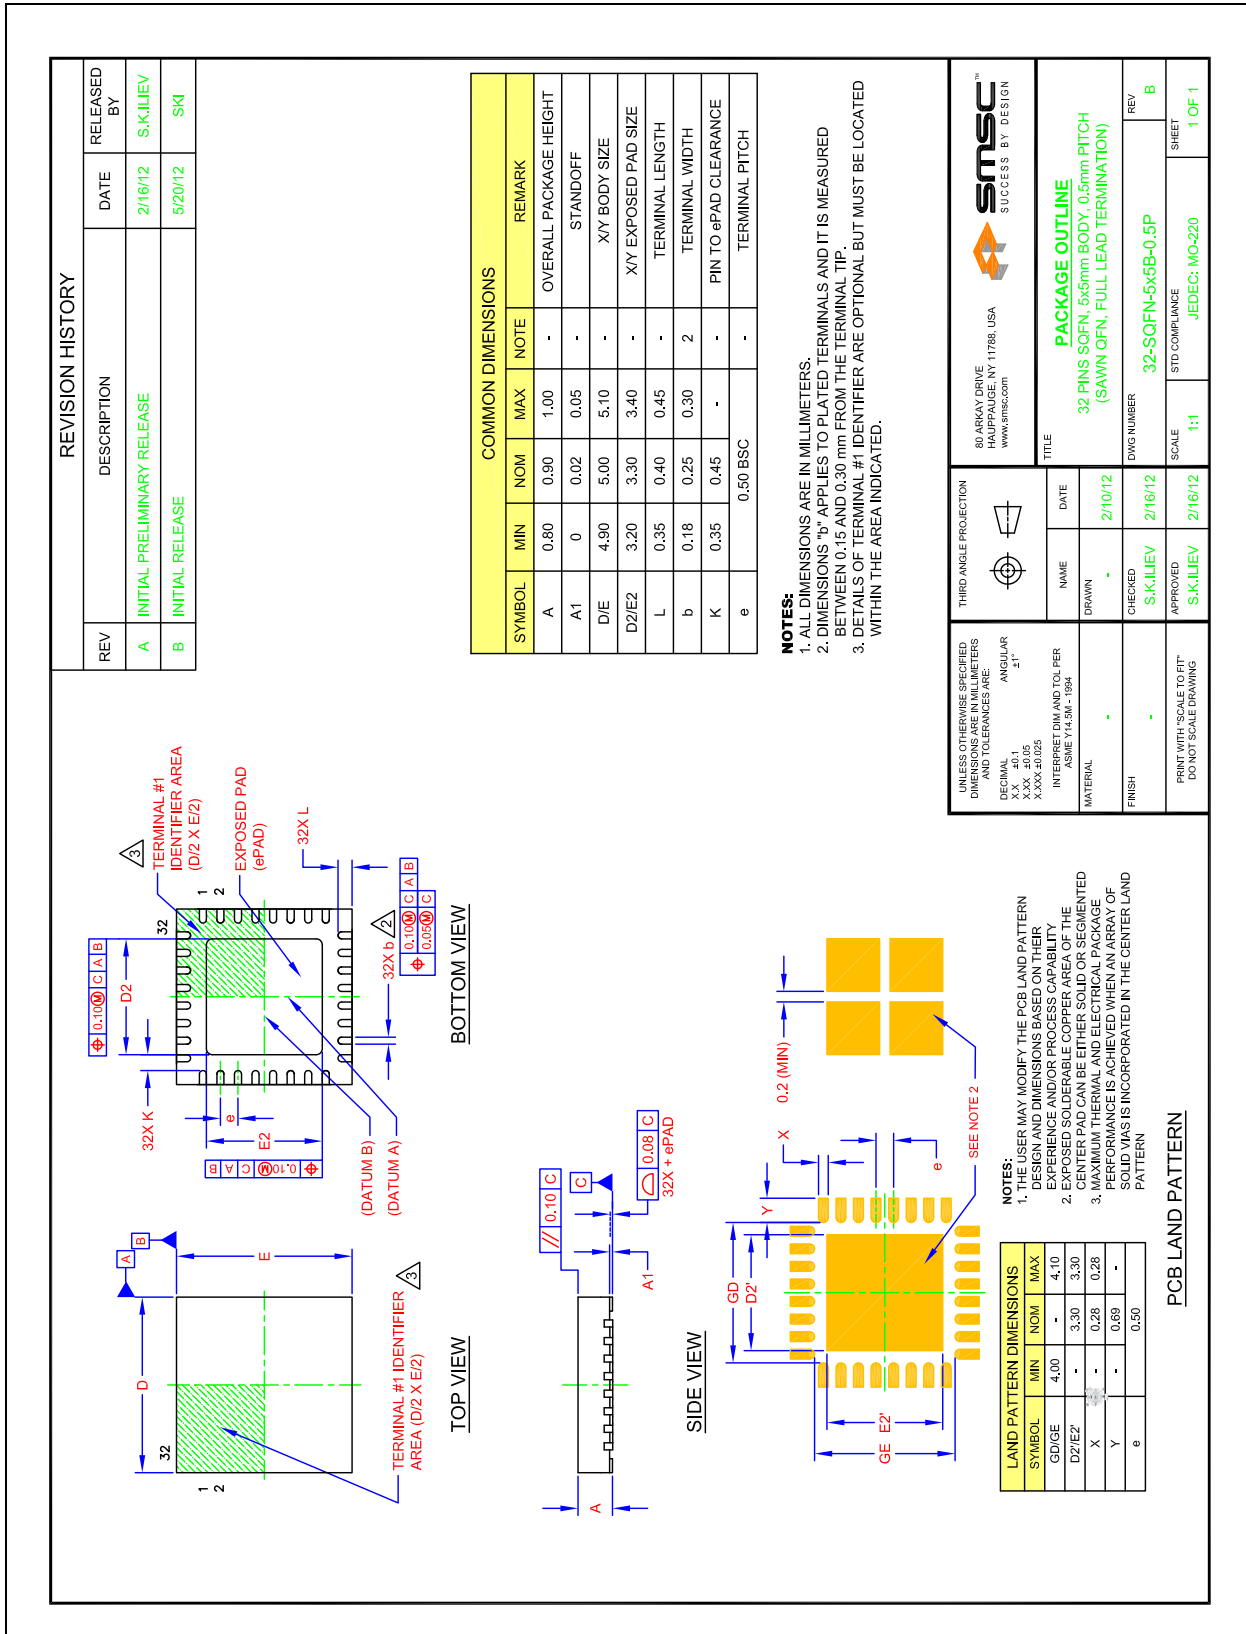 REVISION HISTORY
REV DESCRIPTION DATE RELEASED BY
A INITIAL PRELIMINARY RELEASE 2/16/12 S.K.ILIEV
B INITIAL RELEASE 5/20/12 SKI
D
E
A
B
32
1
2
TERMINAL #1 IDENTIFIER
AREA (D/2 X E/2)
3
TOP VIEW
0.10 M C A B
D2
32X K
e
E2
0.10 M C A B
(DATUM B)
(DATUM A)
32
1
2
3
TERMINAL #1
IDENTIFIER AREA
(D/2 X E/2)
EXPOSED PAD
(ePAD)
32X L
32X b
2
0.10 M C A B
0.05 M C
BOTTOM VIEW
COMMON DIMENSIONS
SYMBOL MIN NOM MAX NOTE REMARK
A 0.80 0.90 1.00 - OVERALL PACKAGE HEIGHT
A1 0 0.02 0.05 - STANDOFF
D/E 4.90 5.00 5.10 - X/Y BODY SIZE
D2/E2 3.20 3.30 3.40 - X/Y EXPOSED PAD SIZE
L 0.35 0.40 0.45 - TERMINAL LENGTH
b 0.18 0.25 0.30 2 TERMINAL WIDTH
K 0.35 0.45 - - PIN TO ePAD CLEARANCE
e 0.50 BSC - TERMINAL PITCH
NOTES:
1. ALL DIMENSIONS ARE IN MILLIMETERS.
2. DIMENSIONS "b" APPLIES TO PLATED TERMINALS AND IT IS MEASURED
BETWEEN 0.15 AND 0.30 mm FROM THE TERMINAL TIP.
3. DETAILS OF TERMINAL #1 IDENTIFIER ARE OPTIONAL BUT MUST BE LOCATED
WITHIN THE AREA INDICATED.
// 0.10 C
C
A
A1
0.08 C
32X + ePAD
SIDE VIEW
GD
D2'
GE
E2'
Y
X
e
0.2 (MIN)
SEE NOTE 2
LAND PATTERN DIMENSIONS
SYMBOL MIN NOM MAX
GD/GE 4.00 - 4.10
D2'/E2' - 3.30 3.30
X - 0.28 0.28
Y - 0.69 -
e 0.50
NOTES:
1. THE USER MAY MODIFY THE PCB LAND PATTERN
DESIGN AND DIMENSIONS BASED ON THEIR
EXPERIENCE AND/OR PROCESS CAPABILITY
2. EXPOSED SOLDERABLE COPPER AREA OF THE
CENTER PAD CAN BE EITHER SOLID OR SEGMENTED
3. MAXIMUM THERMAL AND ELECTRICAL PACKAGE
PERFORMANCE IS ACHIEVED WHEN AN ARRAY OF
SOLID VIAS IS INCORPORATED IN THE CENTER LAND
PATTERN
PCB LAND PATTERN
UNLESS OTHERWISE SPECIFIED
DIMENSIONS ARE IN MILLIMETERS
AND TOLERANCES ARE:
DECIMAL ANGULAR
X.X ±0.1 ±1°
X.XX ±0.05
X.XXX ±0.025
INTERPRET DIM AND TOL PER
ASME Y14.5M - 1994
MATERIAL
-
FINISH
-
PRINT WITH "SCALE TO FIT"
DO NOT SCALE DRAWING
THIRD ANGLE PROJECTION
NAME DATE
DRAWN
- 2/10/12
CHECKED
S.K.ILIEV 2/16/12
APPROVED
S.K.ILIEV 2/16/12
80 ARKAY DRIVE
HAUPPAUGE, NY 11788, USA
www.smsc.com
smsc™
SUCCESS BY DESIGN
TITLE
PACKAGE OUTLINE
32 PINS SQFN, 5x5mm BODY, 0.5mm PITCH
(SAWN QFN, FULL LEAD TERMINATION)
DWG NUMBER
32-SQFN-5x5B-0.5P
REV
B
SCALE
1:1
STD COMPLIANCE
JEDEC: MO-220
SHEET
1 OF 1